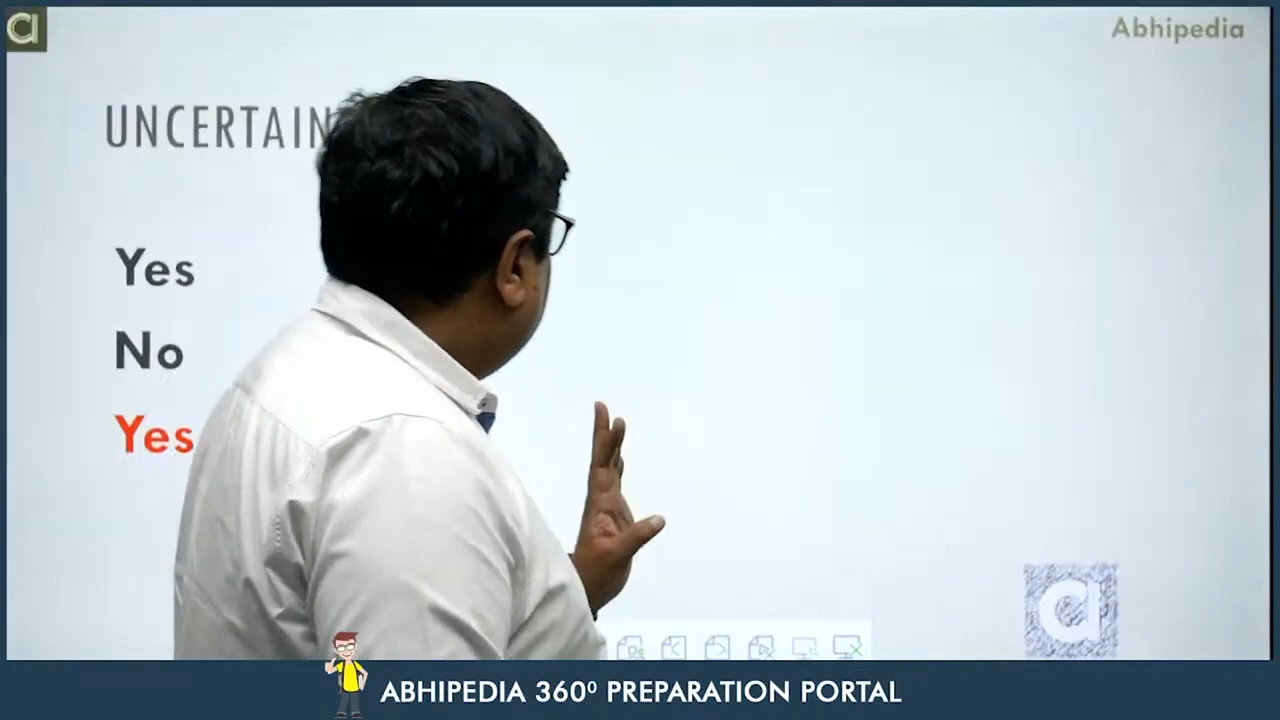 Abhipedia
UNCERTAIN
Yes
No
Yes
ABHIPEDIA 360⁰ PREPARATION PORTAL